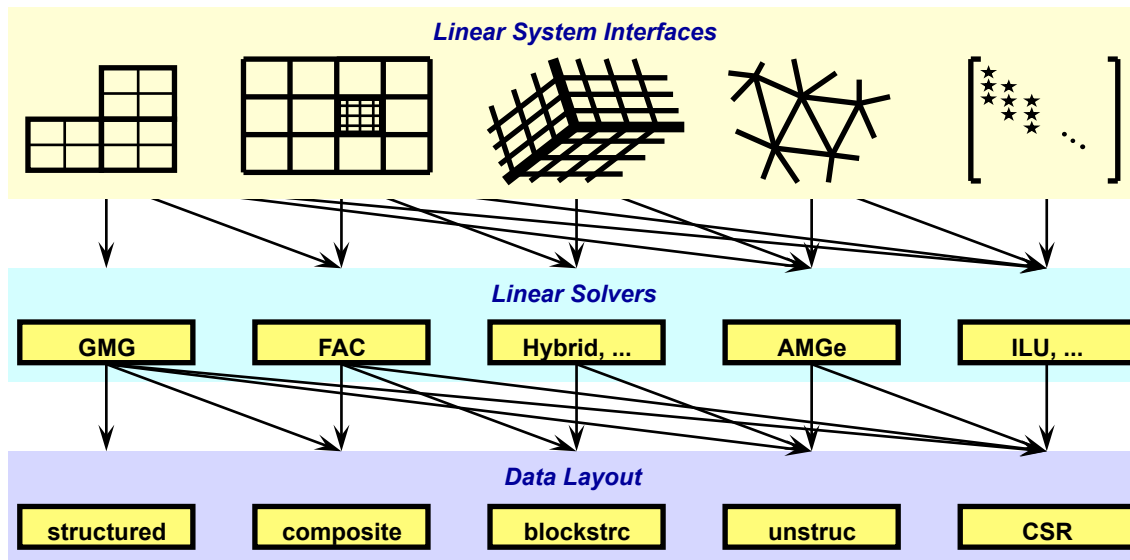 Linear System Interfaces
Linear Solvers
GMG
FAC
Hybrid, ...
AMGe
ILU, ...
Data Layout
structured
composite
blockstrc
unstruc
CSR